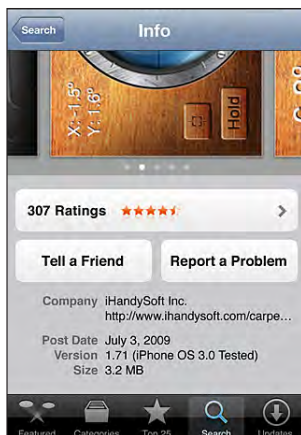 Search
Info
X: -1.5°
Y: 1.6°
Hold
307 Ratings
Tell a Friend
Report a Problem
Company iHandySoft Inc.
http://www.ihandysoft.com/carpe...
Post Date July 3, 2009
Version 1.71 (iPhone OS 3.0 Tested)
Size 3.2 MB
Featured Categories Top 25 Search Updates